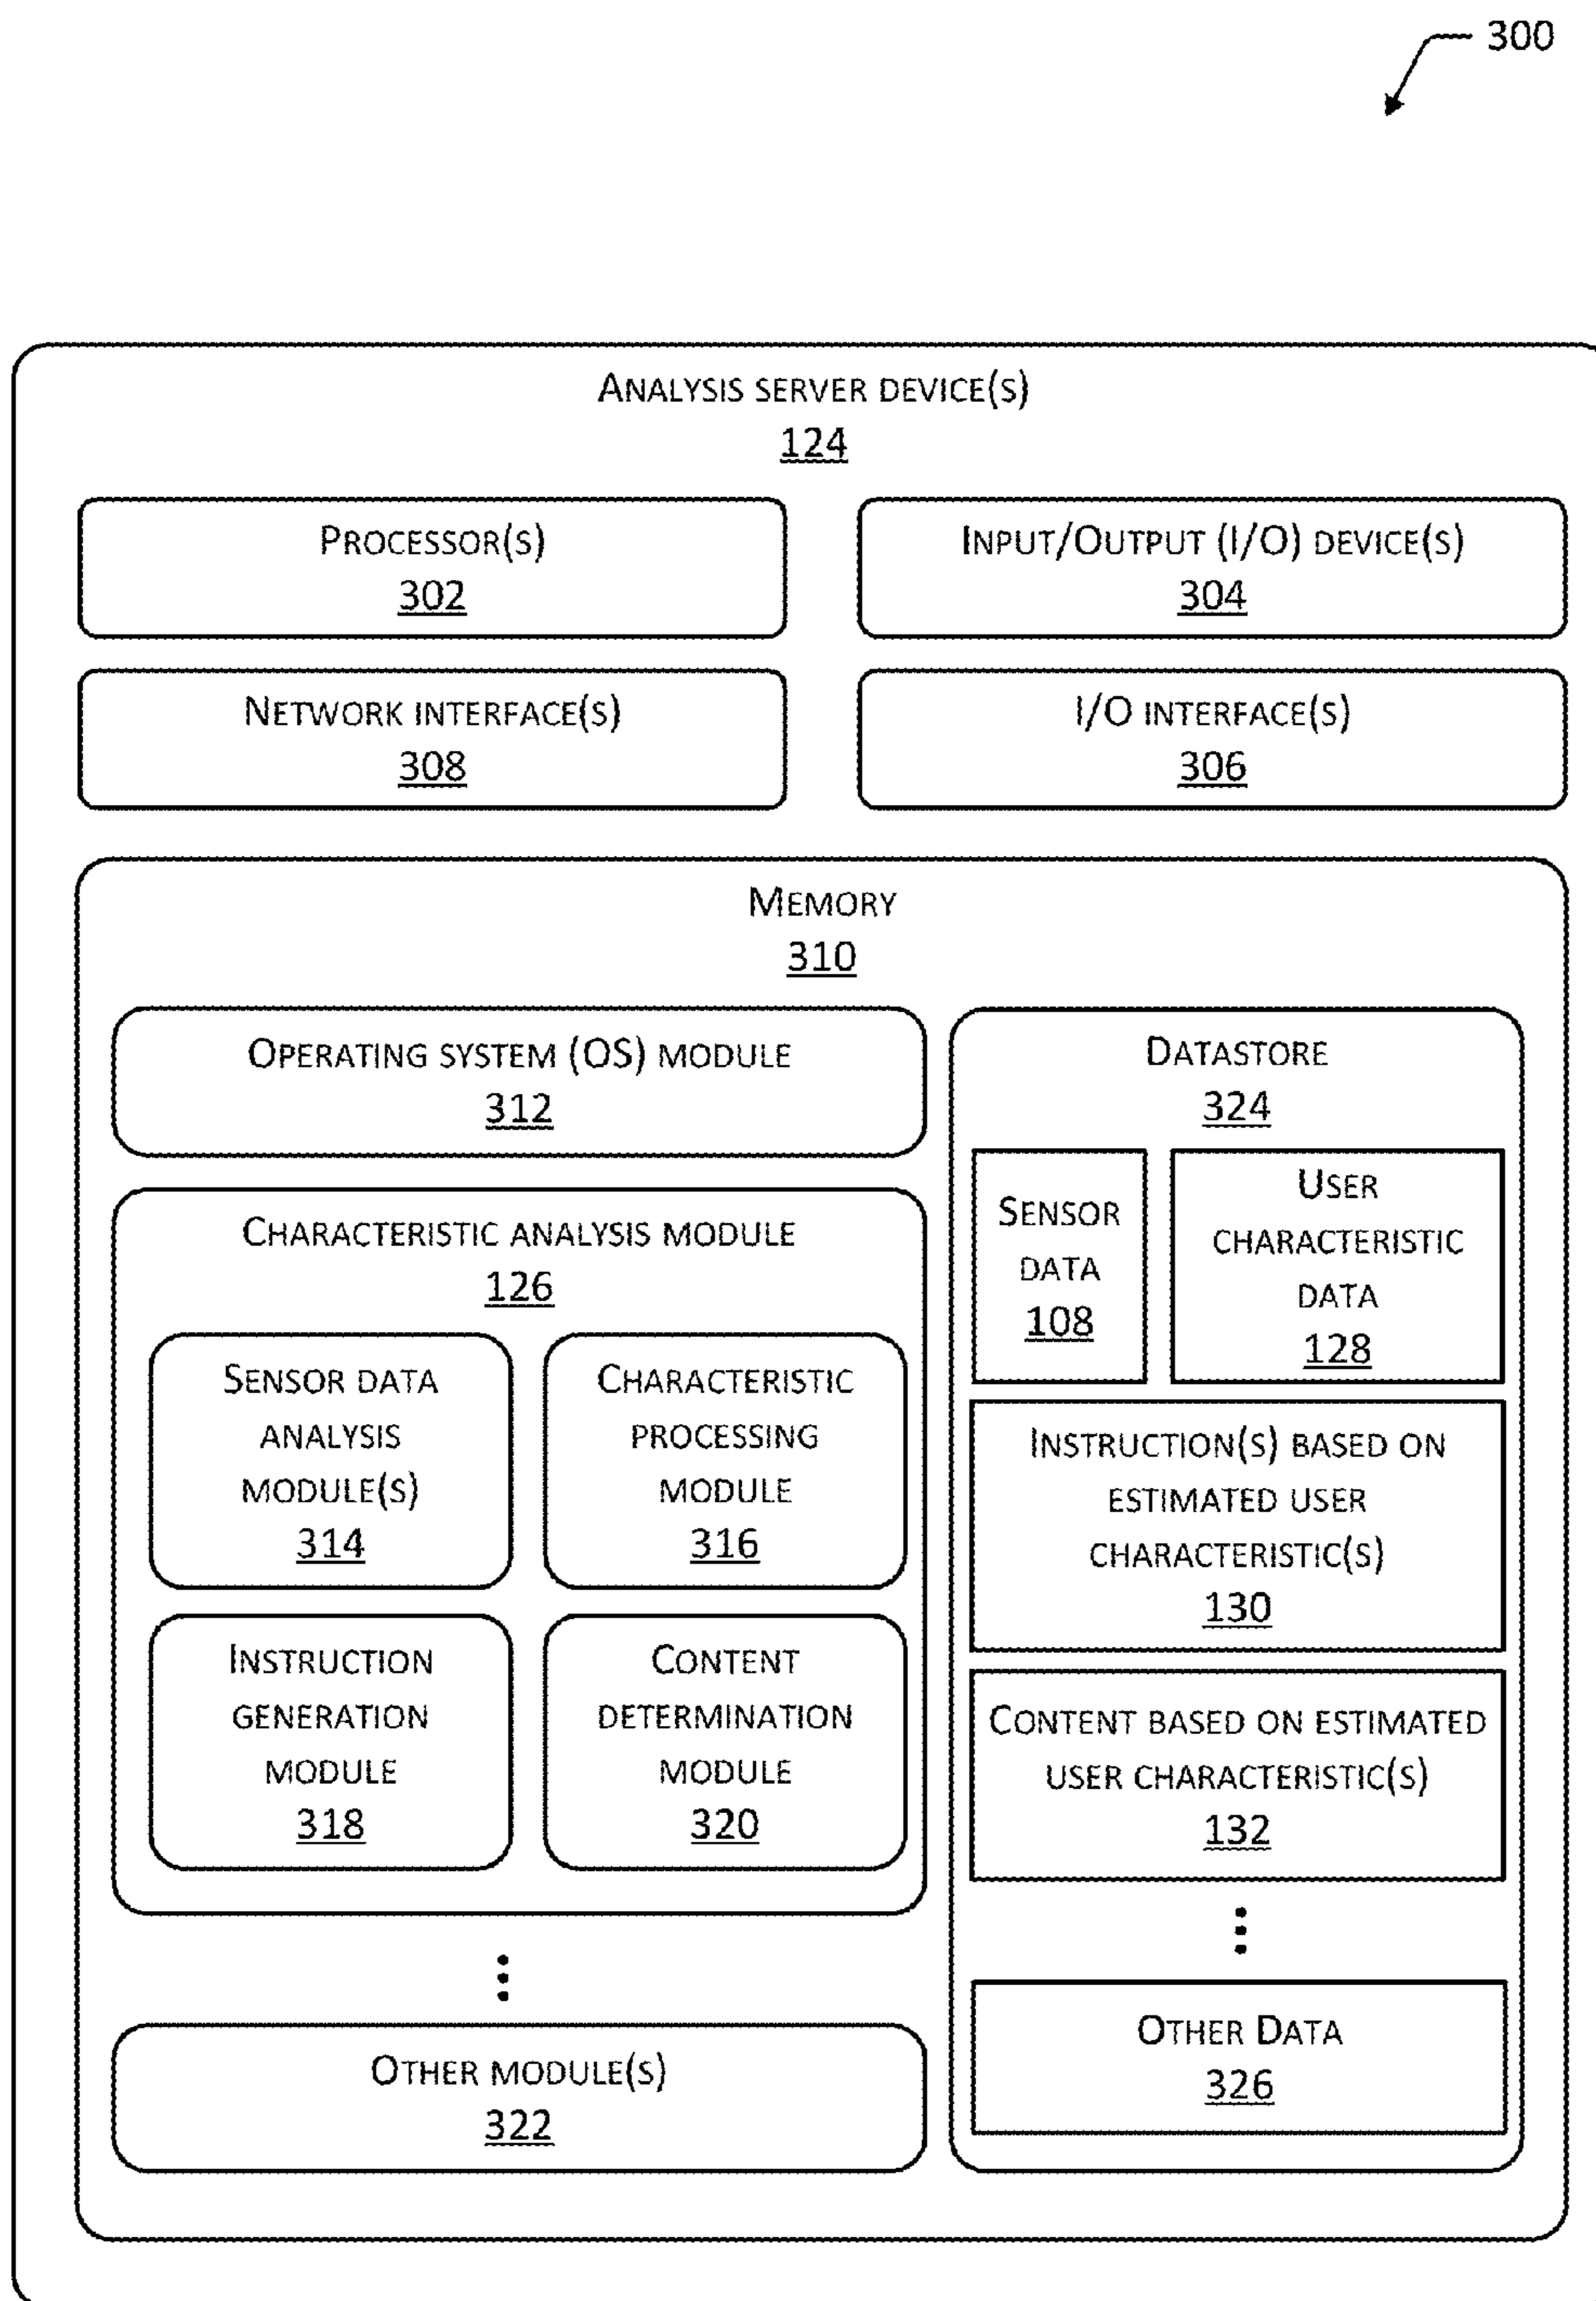 300
ANALYSIS SERVER DEVICE(S)
124
PROCESSOR(S)
302
INPUT/OUTPUT (I/O) DEVICE(S)
304
NETWORK INTERFACE(S)
308
I/O INTERFACE(S)
306
MEMORY
310
OPERATING SYSTEM (OS) MODULE
312
CHARACTERISTIC ANALYSIS MODULE
126
SENSOR DATA
ANALYSIS
MODULE(S)
314
CHARACTERISTIC
PROCESSING
MODULE
316
INSTRUCTION
GENERATION
MODULE
318
CONTENT
DETERMINATION
MODULE
320
OTHER MODULE(S)
322
DATASTORE
324
SENSOR
DATA
108
USER
CHARACTERISTIC
DATA
128
INSTRUCTION(S) BASED ON
ESTIMATED USER
CHARACTERISTIC(S)
130
CONTENT BASED ON ESTIMATED
USER CHARACTERISTIC(S)
132
OTHER DATA
326